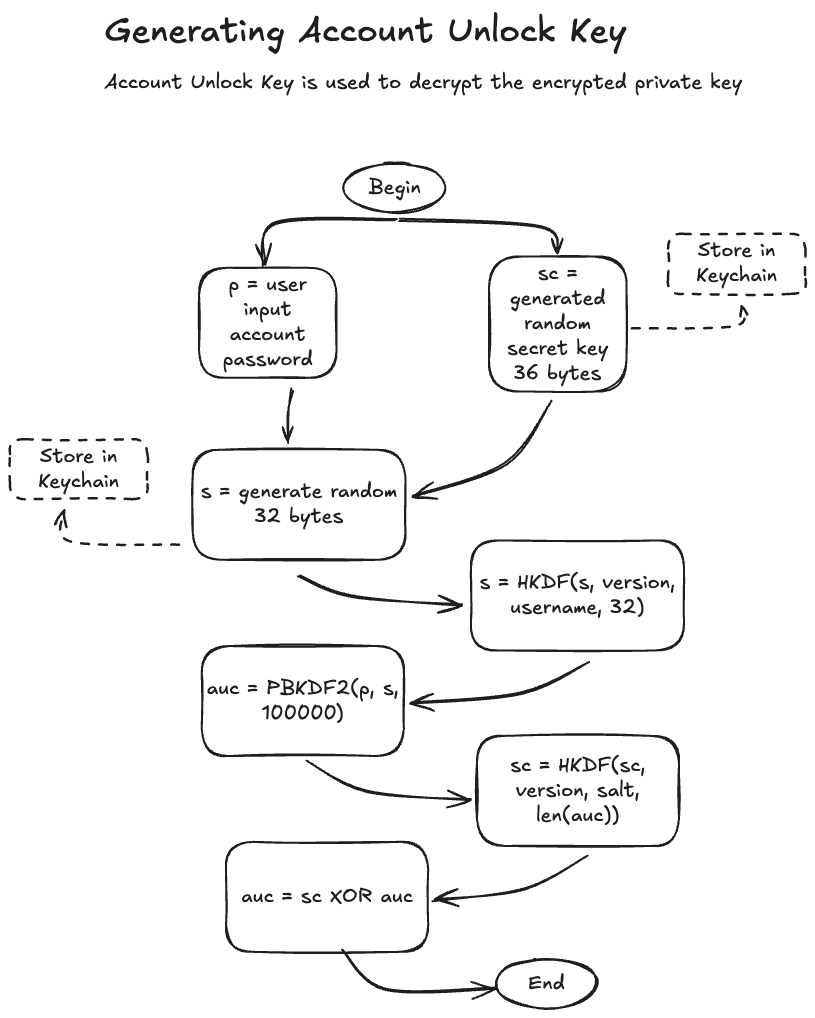 Generating Account Unlock Key
Account Unlock Key is used to decrypt the encrypted private key
Begin
p = user
input
account
password
sc =
generated
random
secret key
36 bytes
Store in
Keychain
Store in
Keychain
s = generate random
32 bytes
s = HKDF(s, version,
username, 32)
auc = PBKDF2(p, s,
100000)
sc = HKDF(sc,
version, salt,
len(auc))
auc = sc XOR auc
End